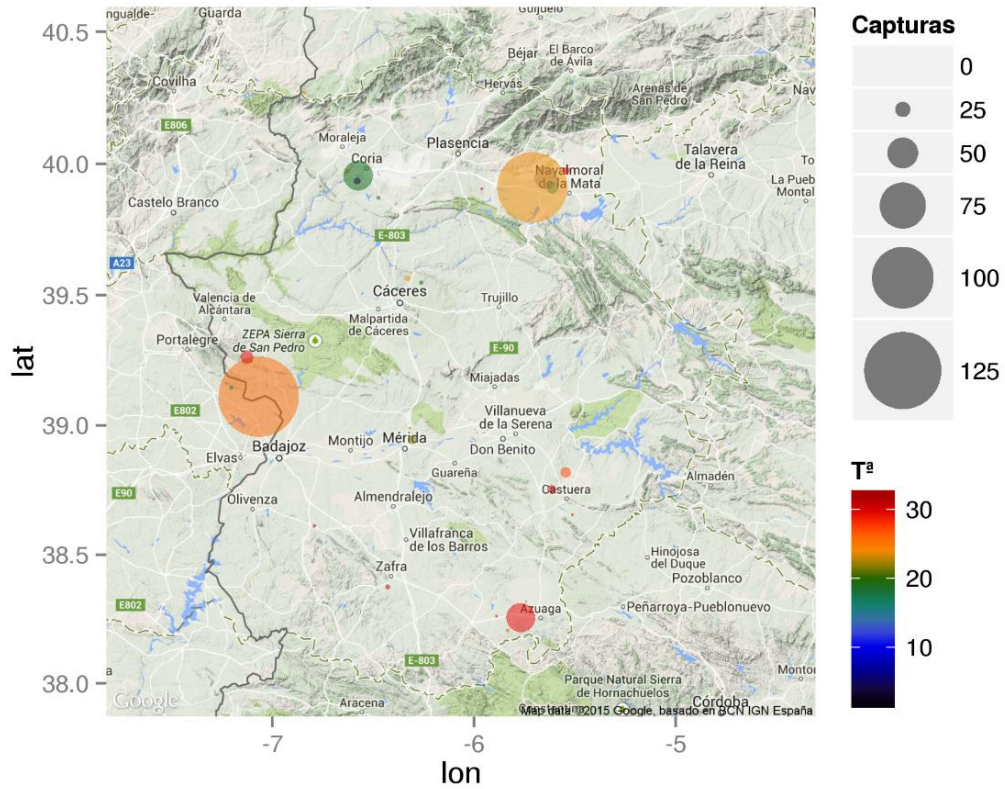 40.5
40.0
39.5
39.0
38.5
38.0
lat
-7
-6
-5
lon
Guarda
Guijuelo
Béjar
El Barco
de Ávila
Hervás
Covilha
Arenas de
San Pedro
Nav
E806
Moraleja
Plasencia
Coria
Talavera
de la Reina
To
La Pueb
Montal
Navalmoral
de la Mata
Castelo Branco
E-803
A23
Cáceres
Trujillo
Valencia de
Alcántara
Malpartida
de Cáceres
Portalegre
ZEPA Sierra
de San Pedro
E-90
Miajadas
E802
Villanueva
de la Serena
Badajoz
Montijo
Mérida
Don Benito
Elvas
Guareña
E90
Olivenza
Almendralejo
Castuera
Almadén
Villafranca
de los Barros
Hinojosa
del Duque
Zafra
Pozoblanco
E802
Azuaga
Peñarroya-Pueblonuevo
E-803
a
Parque Natural Sierra
de Hornachuelos
Montor
Google
Aracena
Constantina
Córdoba
Map data ©2015 Google, basado en BCN IGN España
Capturas
0
25
50
75
100
125
Tª
30
20
10